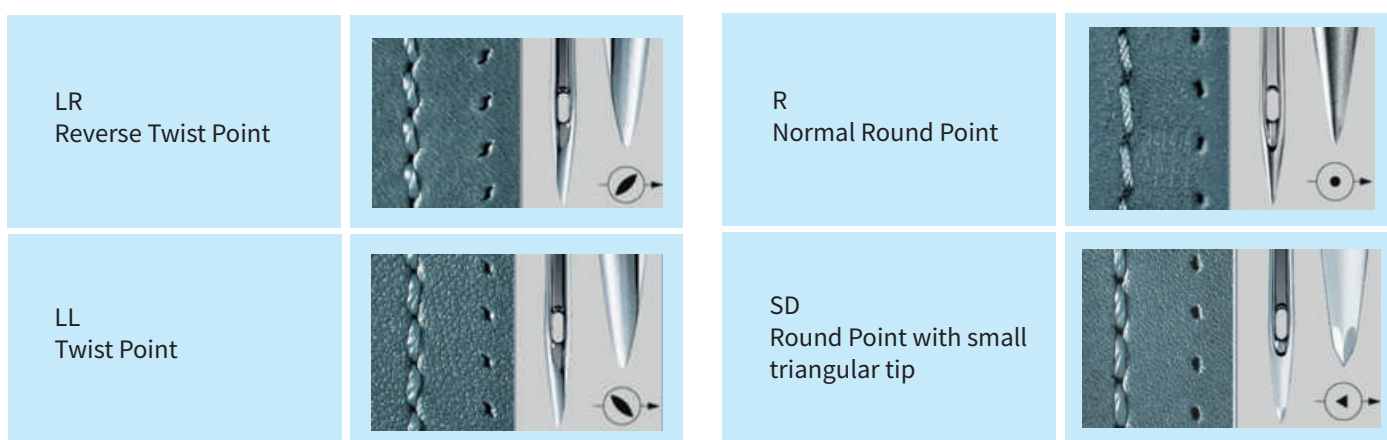 LR
Reverse Twist Point
R
Normal Round Point
LL
Twist Point
SD
Round Point with small
triangular tip